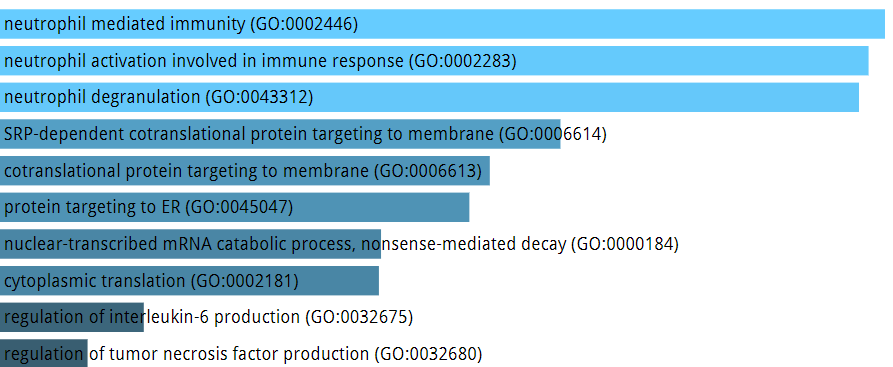 neutrophil mediated immunity (GO:0002446)
neutrophil activation involved in immune response (GO:0002283)
neutrophil degranulation (GO:0043312)
SRP-dependent cotranslational protein targeting to membrane (GO:0006614)
cotranslational protein targeting to membrane (GO:0006613)
protein targeting to ER (GO:0045047)
nuclear-transcribed mRNA catabolic process, nonsense-mediated decay (GO:0000184)
cytoplasmic translation (GO:0002181)
regulation of interleukin-6 production (GO:0032675)
regulation of tumor necrosis factor production (GO:0032680)